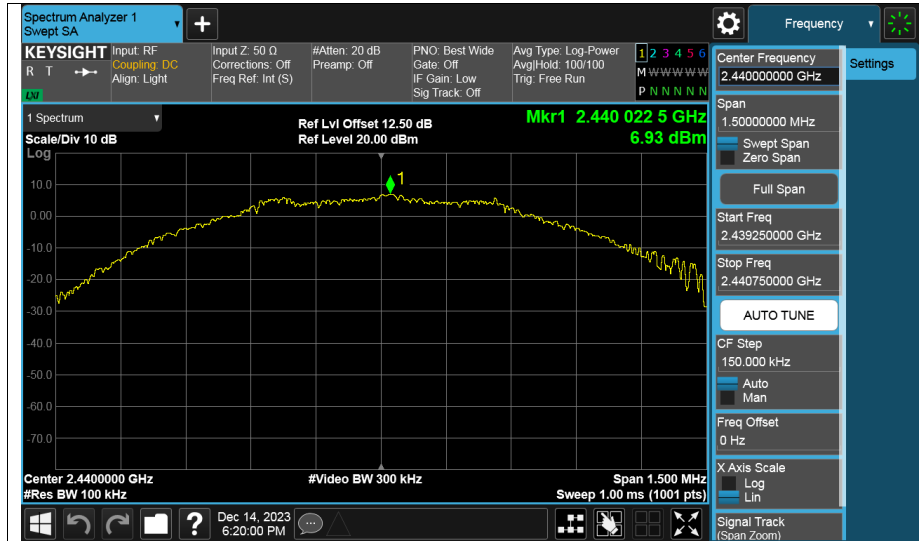 Spectrum Analyzer 1
Swept SA
+
Frequency
KEYSIGHT
R T
LXI
Input: RF
Coupling: DC
Align: Light
Input Z: 50 Ω
Corrections: Off
Freq Ref: Int (S)
#Atten: 20 dB
Preamp: Off
PNO: Best Wide
Gate: Off
IF Gain: Low
Sig Track: Off
Avg Type: Log-Power
Avg|Hold: 100/100
Trig: Free Run
1 2 3 4 5 6
M W W W W W
P N N N N N
1 Spectrum
Scale/Div 10 dB
Ref Lvl Offset 12.50 dB
Ref Level 20.00 dBm
Mkr1 2.440 022 5 GHz
6.93 dBm
Log
10.0
0.00
-10.0
-20.0
-30.0
-40.0
-50.0
-60.0
-70.0
1
Center 2.4400000 GHz
#Res BW 100 kHz
#Video BW 300 kHz
Span 1.500 MHz
Sweep 1.00 ms (1001 pts)
?
Dec 14, 2023
6:20:00 PM
Center Frequency
2.440000000 GHz
Settings
Span
1.50000000 MHz
Swept Span
Zero Span
Full Span
Start Freq
2.439250000 GHz
Stop Freq
2.440750000 GHz
AUTO TUNE
CF Step
150.000 kHz
Auto
Man
Freq Offset
0 Hz
X Axis Scale
Log
Lin
Signal Track
(Span Zoom)